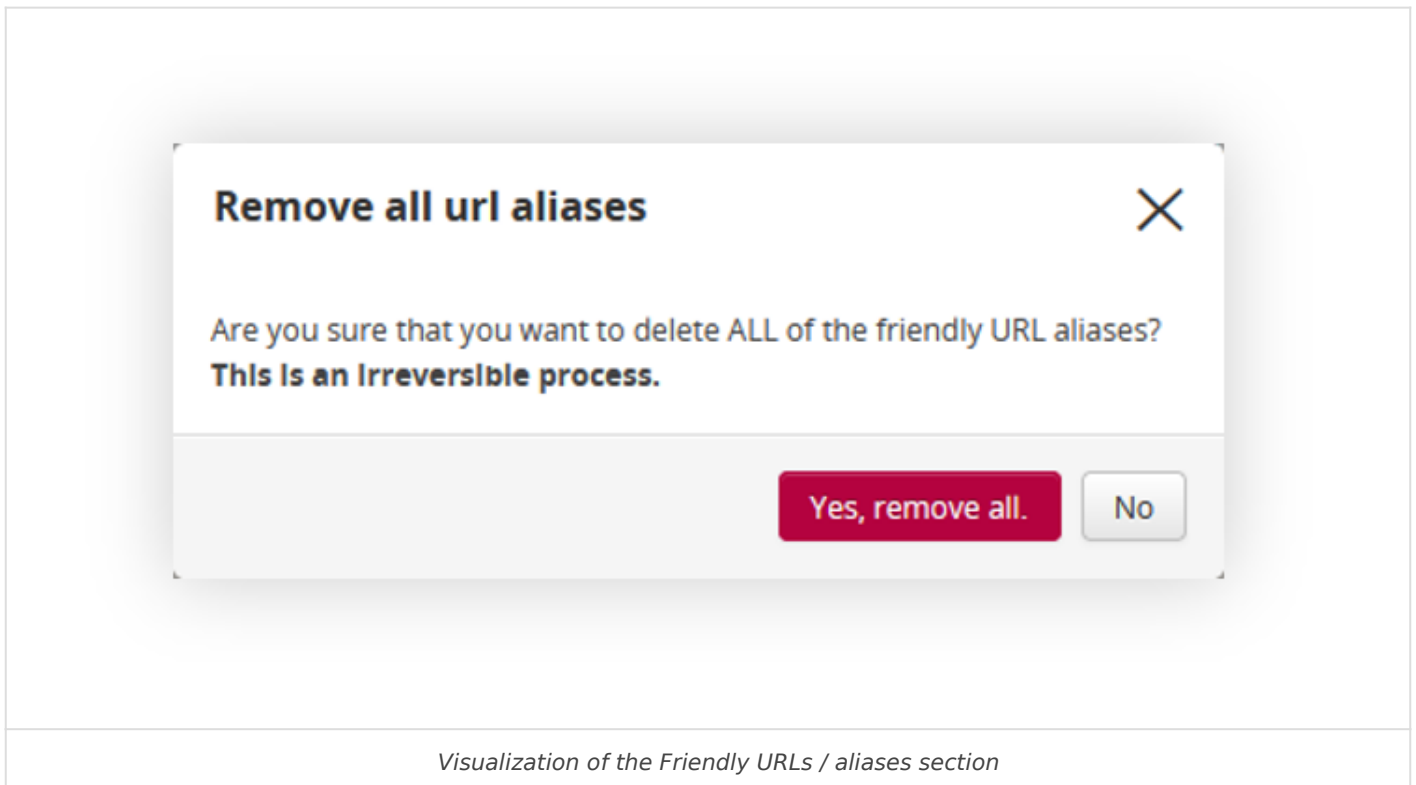 Remove all url aliases
Are you sure that you want to delete ALL of the friendly URL aliases?
This is an irreversible process.
Yes, remove all.
No
Visualization of the Friendly URLs / aliases section